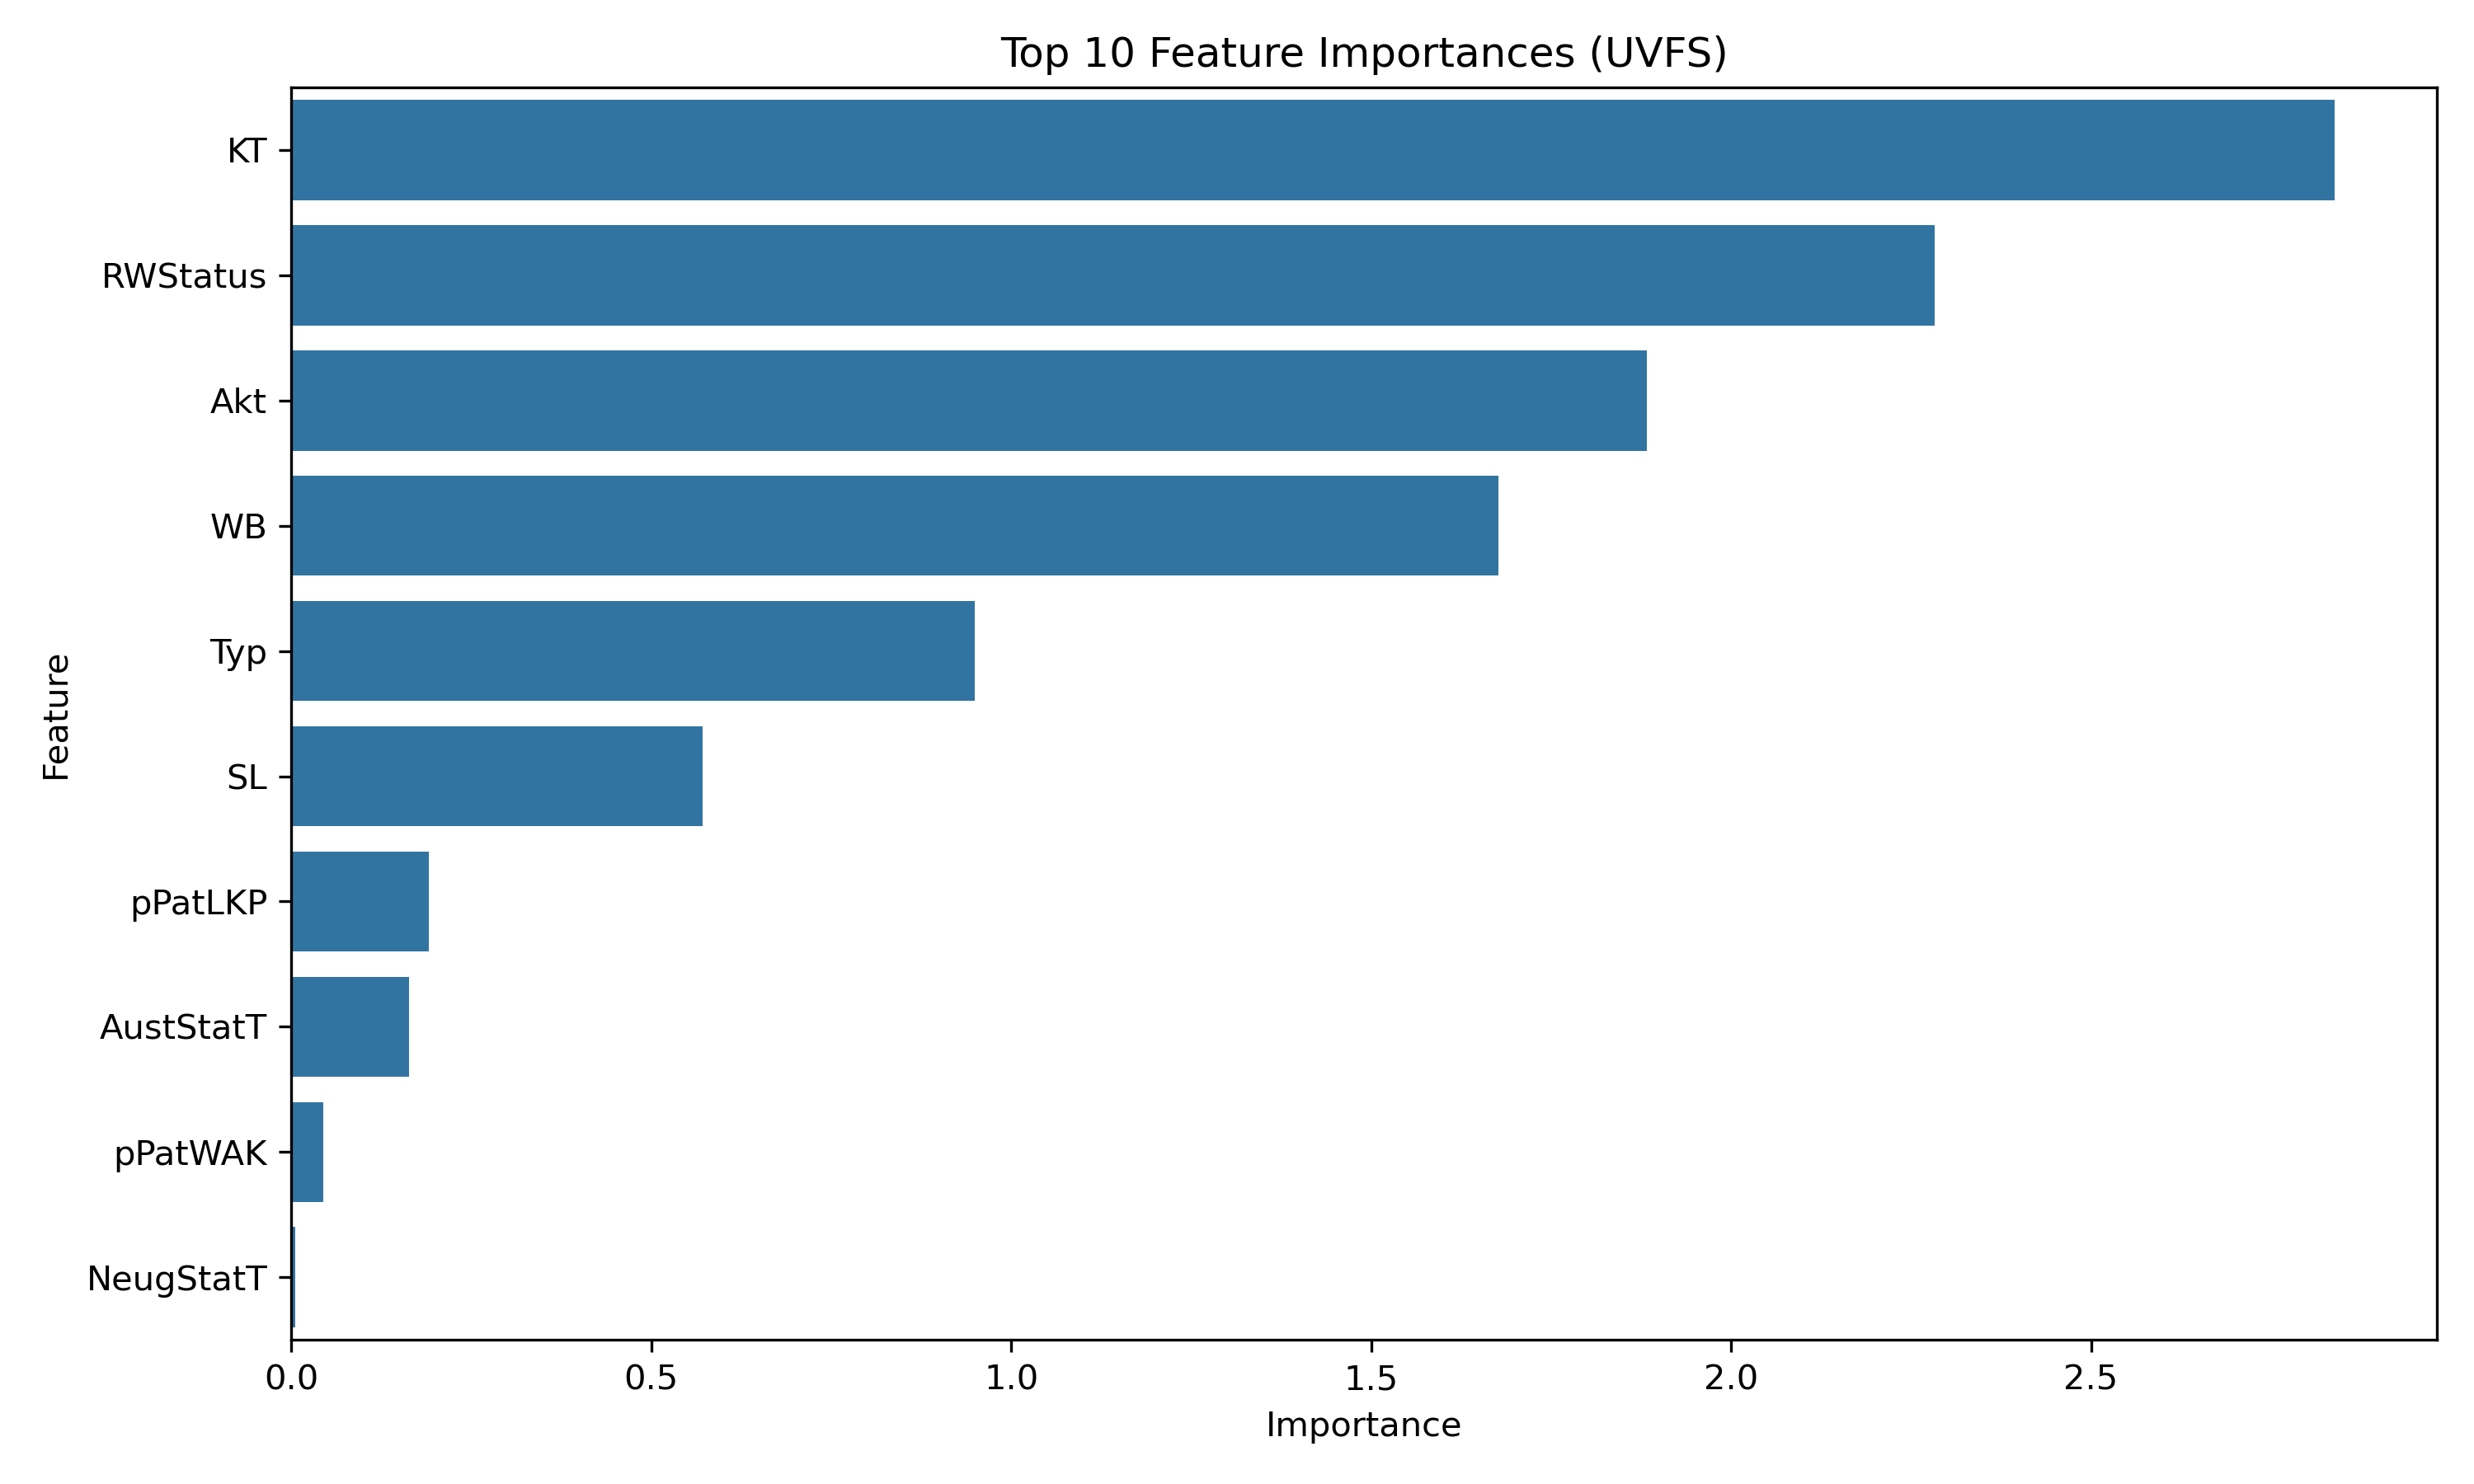 Top 10 Feature Importances (UVFS)
KT
RWStatus
Akt
WB
Typ
SL
pPatLKP
AustStatT
pPatWAK
NeugStatT
Feature
0.0 0.5 1.0 1.5 2.0 2.5
Importance